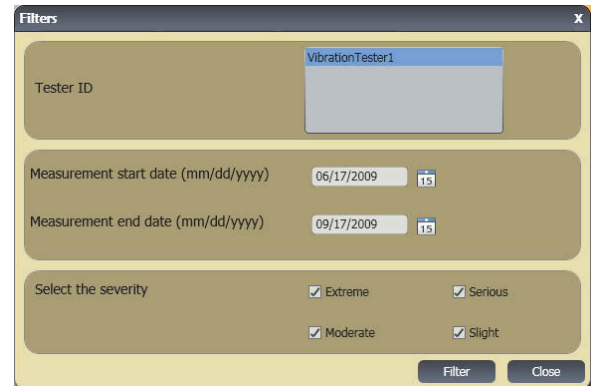 Filters x
VibrationTester1
Tester ID
Measurement start date (mm/dd/yyyy) 06/17/2009 15
Measurement end date (mm/dd/yyyy) 09/17/2009 15
Select the severity Extreme Serious
Moderate Slight
Filter Close